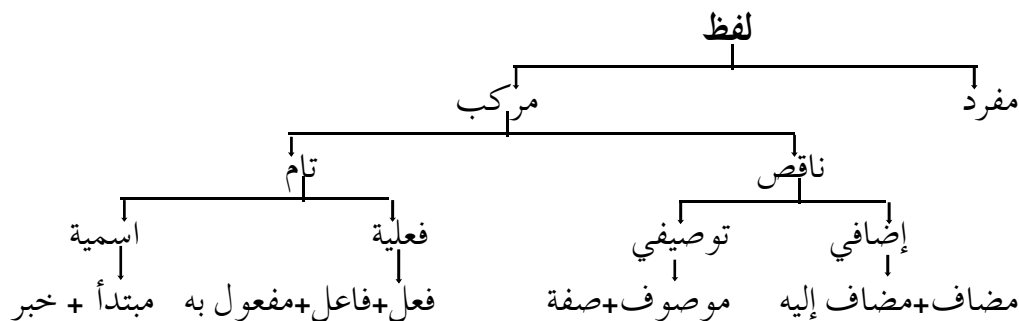 لفظ
مفرد مركب
ناقص تام
إضافي توصيفي فعلية اسمية
مضاف+مضاف إليه موصوف+صفة فعل+فاعل+مفعول به مبتدأ + خبر